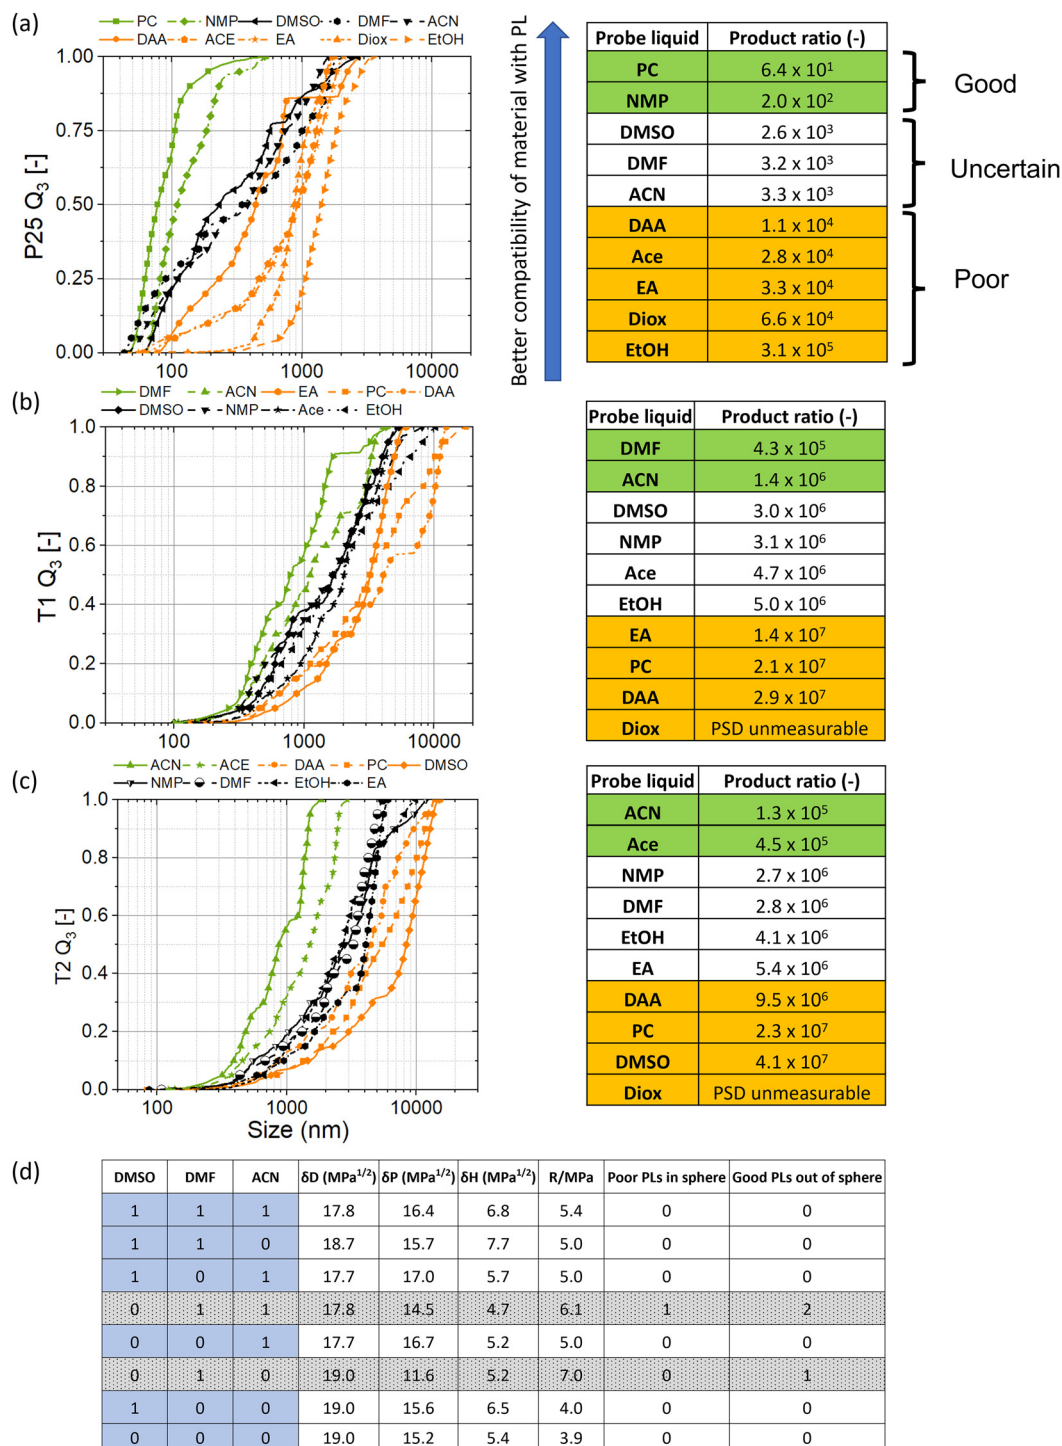 (a)
PC NMP DMSO DMF ACN
DAA ACE EA Diox EtOH
1.00
0.75
0.50
0.25
0.00
P25 Q3 [-]
100 1000 10000
Better compatibility of material with PL
Probe liquid Product ratio (-)
PC 6.4 x 10¹
NMP 2.0 x 10²
DMSO 2.6 x 10³
DMF 3.2 x 10³
ACN 3.3 x 10³
DAA 1.1 x 10⁴
Ace 2.8 x 10⁴
EA 3.3 x 10⁴
Diox 6.6 x 10⁴
EtOH 3.1 x 10⁵
Good
Uncertain
Poor
(b)
DMF ACN EA PC DAA
DMSO NMP Ace EtOH
1.0
0.8
0.6
0.4
0.2
0.0
T1 Q3 [-]
100 1000 10000
Probe liquid Product ratio (-)
DMF 4.3 x 10⁵
ACN 1.4 x 10⁶
DMSO 3.0 x 10⁶
NMP 3.1 x 10⁶
Ace 4.7 x 10⁶
EtOH 5.0 x 10⁶
EA 1.4 x 10⁷
PC 2.1 x 10⁷
DAA 2.9 x 10⁷
Diox PSD unmeasurable
(c)
ACN ACE DAA PC DMSO
NMP DMF EtOH EA
1.0
0.8
0.6
0.4
0.2
0.0
T2 Q3 [-]
100 1000 10000
Size (nm)
Probe liquid Product ratio (-)
ACN 1.3 x 10⁵
Ace 4.5 x 10⁵
NMP 2.7 x 10⁶
DMF 2.8 x 10⁶
EtOH 4.1 x 10⁶
EA 5.4 x 10⁶
DAA 9.5 x 10⁶
PC 2.3 x 10⁷
DMSO 4.1 x 10⁷
Diox PSD unmeasurable
(d)
DMSO DMF ACN δD (MPa^1/2) δP (MPa^1/2) δH (MPa^1/2) R/MPa Poor PLs in sphere Good PLs out of sphere
1 1 1 17.8 16.4 6.8 5.4 0 0
1 1 0 18.7 15.7 7.7 5.0 0 0
1 0 1 17.7 17.0 5.7 5.0 0 0
0 1 1 17.8 14.5 4.7 6.1 1 2
0 0 1 17.7 16.7 5.2 5.0 0 0
0 1 0 19.0 11.6 5.2 7.0 0 1
1 0 0 19.0 15.6 6.5 4.0 0 0
0 0 0 19.0 15.2 5.4 3.9 0 0